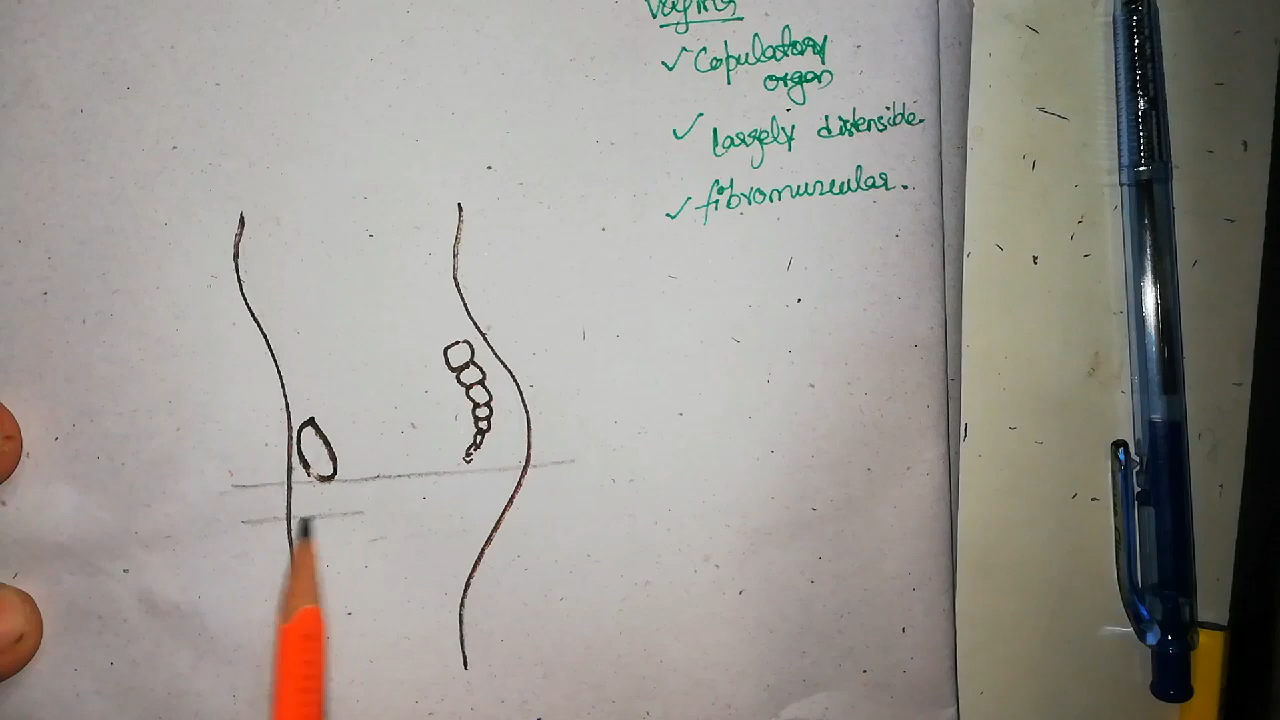 Vagina
✓ Copulatory
organ
✓ Largely distensible.
✓ fibromuscular.